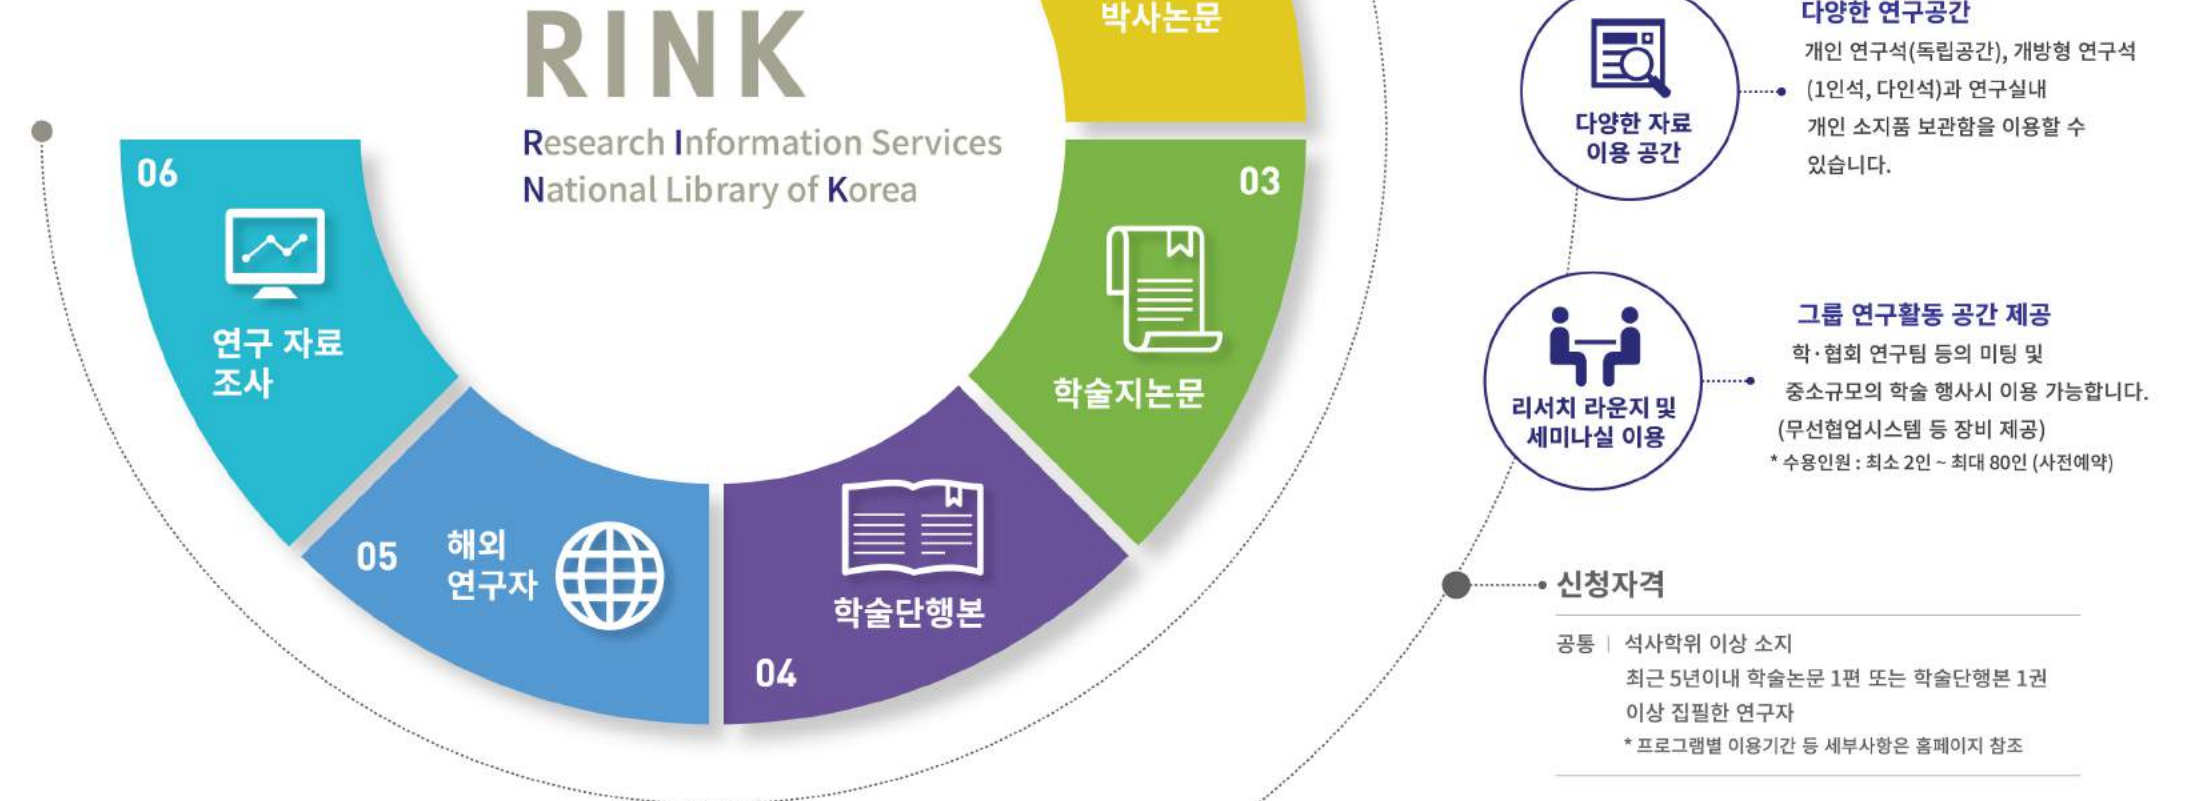 RINK
Research Information Services
National Library of Korea
박사논문
03
학술지논문
04
학술단행본
05
해외
연구자
06
연구 자료
조사
다양한 자료
이용 공간
다양한 연구공간
개인 연구석(독립공간), 개방형 연구석
(1인석, 다인석)과 연구실내
개인 소지품 보관함을 이용할 수
있습니다.
리서치 라운지 및
세미나실 이용
그룹 연구활동 공간 제공
학·협회 연구팀 등의 미팅 및
중소규모의 학술 행사시 이용 가능합니다.
(무선협업시스템 등 장비 제공)
* 수용인원 : 최소 2인 ~ 최대 80인 (사전예약)
신청자격
공통 | 석사학위 이상 소지
최근 5년이내 학술논문 1편 또는 학술단행본 1권
이상 집필한 연구자
* 프로그램별 이용기간 등 세부사항은 홈페이지 참조